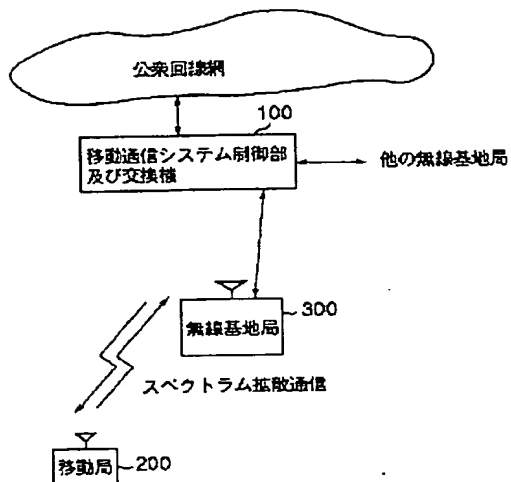 公衆回線網
100
移動通信システム制御部
及び交換機
他の無線基地局
無線基地局
300
スペクトラム拡散通信
移動局
200